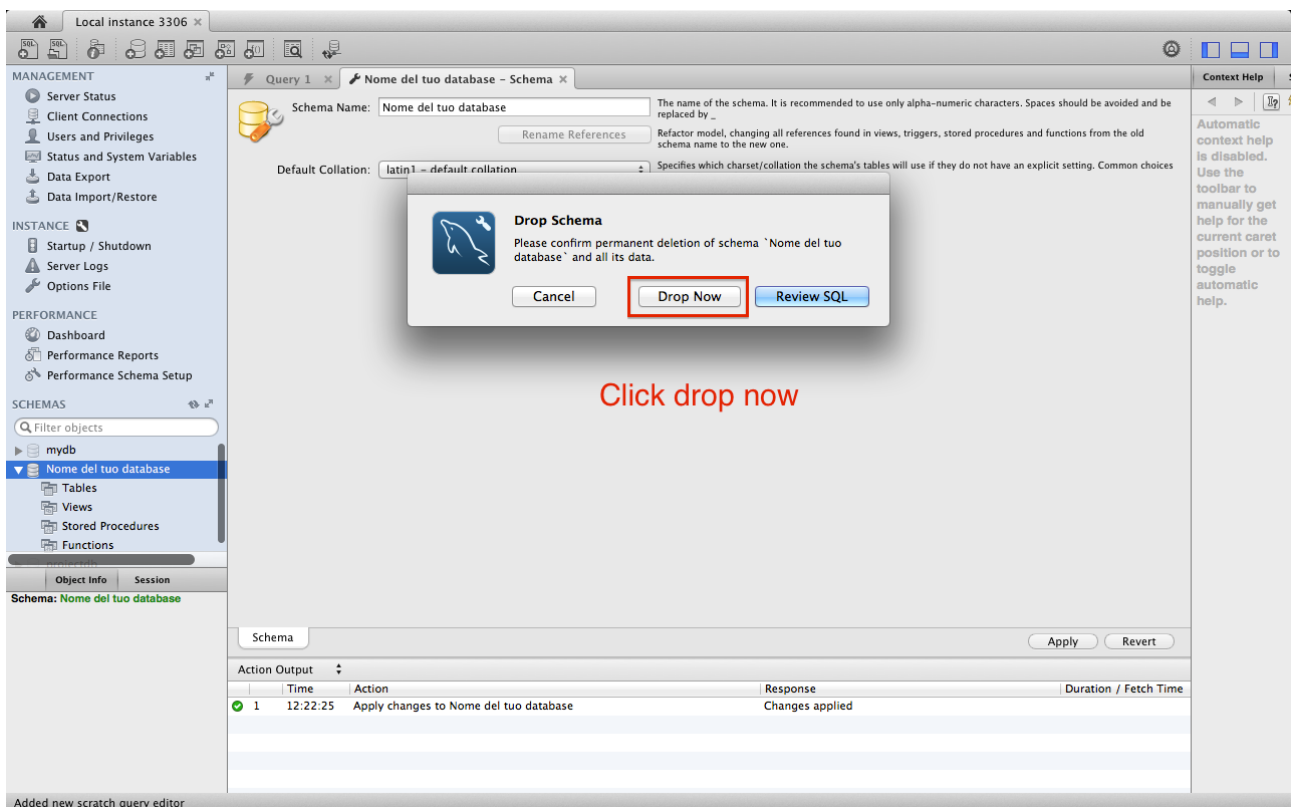 Local instance 3306 ×
SQL SQL
MANAGEMENT
Server Status
Client Connections
Users and Privileges
Status and System Variables
Data Export
Data Import/Restore
INSTANCE
Startup / Shutdown
Server Logs
Options File
PERFORMANCE
Dashboard
Performance Reports
Performance Schema Setup
SCHEMAS
Filter objects
mydb
Nome del tuo database
Tables
Views
Stored Procedures
Functions
Object Info Session
Schema: Nome del tuo database
Query 1 × Nome del tuo database – Schema ×
Schema Name: Nome del tuo database
The name of the schema. It is recommended to use only alpha-numeric characters. Spaces should be avoided and be
replaced by _
Rename References
Refactor model, changing all references found in views, triggers, stored procedures and functions from the old
schema name to the new one.
Default Collation: latin1 – default collation
Specifies which charset/collation the schema's tables will use if they do not have an explicit setting. Common choices
Drop Schema
Please confirm permanent deletion of schema `Nome del tuo
database` and all its data.
Cancel Drop Now Review SQL
Click drop now
Schema
Apply Revert
Action Output
Time Action Response Duration / Fetch Time
1 12:22:25 Apply changes to Nome del tuo database Changes applied
Context Help
Automatic
context help
is disabled.
Use the
toolbar to
manually get
help for the
current caret
position or to
toggle
automatic
help.
Added new scratch query editor